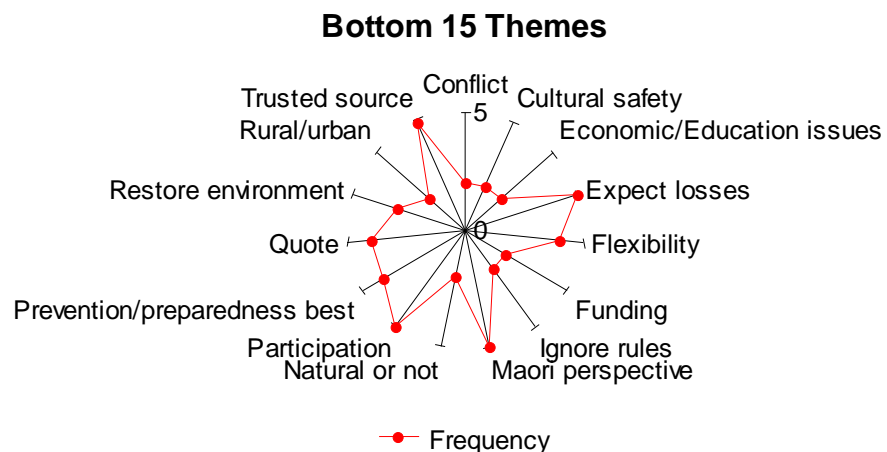 Bottom 15 Themes
Conflict
Trusted source
Cultural safety
5
Rural/urban
Economic/Education issues
Restore environment
Expect losses
0
Quote
Flexibility
Prevention/preparedness best
Funding
Participation
Ignore rules
Natural or not
Maori perspective
Frequency